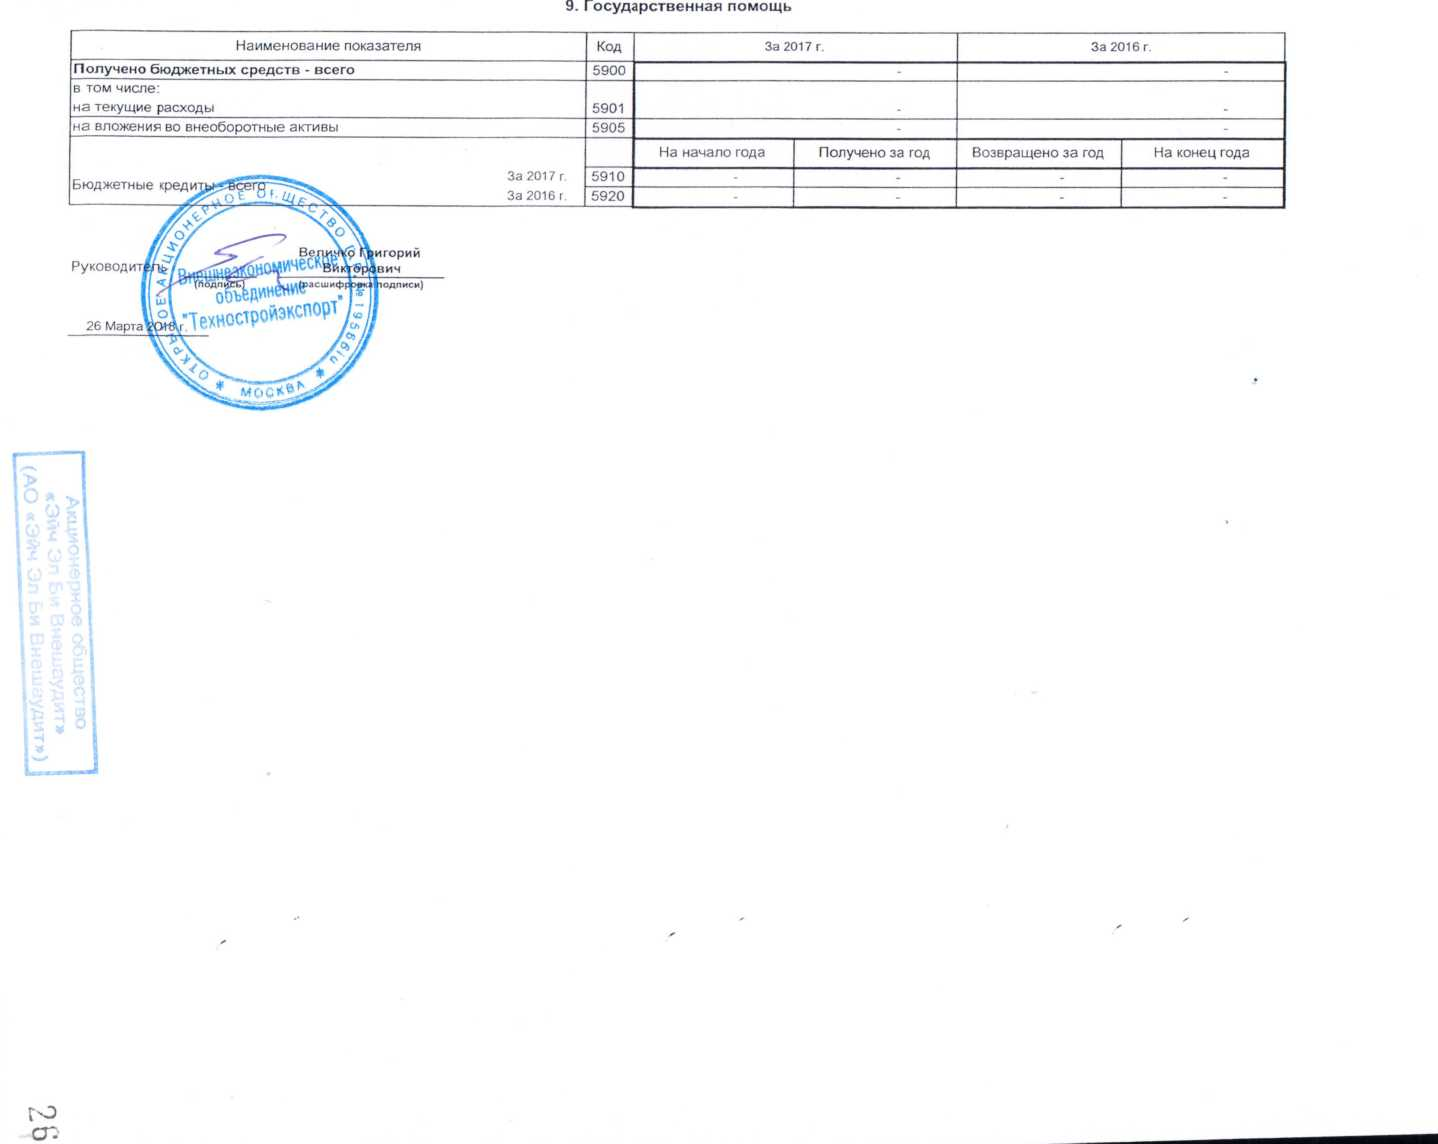 9. Государственная помощь
Наименование показателя Код За 2017 г. За 2016 г.
Получено бюджетных средств - всего 5900 - -
в том числе:
на текущие расходы 5901 - -
на вложения во внеоборотные активы 5905 - -
На начало года Получено за год Возвращено за год На конец года
Бюджетные кредиты - всего За 2017 г. 5910 - - - -
За 2016 г. 5920 - - - -
Руководитель
(подпись)
Величко Григорий
Викторович
(расшифровка подписи)
26 Марта 2018 г.
ОТКРЫТОЕ АКЦИОНЕРНОЕ ОБЩЕСТВО
МОСКВА
Внешнеэкономическое
объединение
"Техностройэкспорт"
Акционерное общество
«Эйч Эл Би Внешаудит»
(АО «Эйч Эл Би Внешаудит»)
26